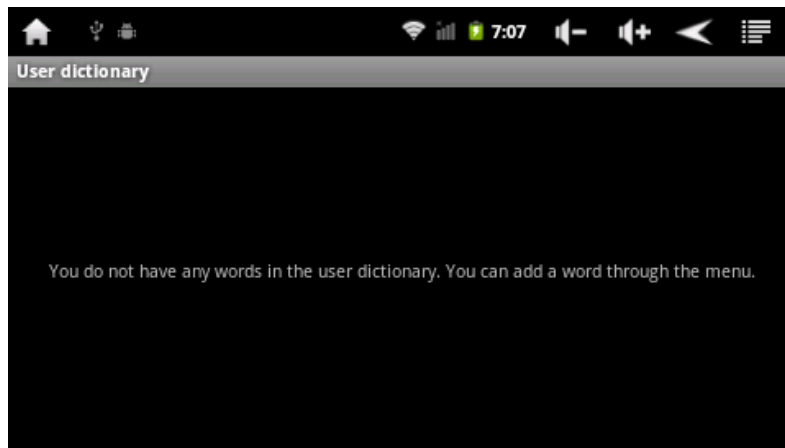 7:07
User dictionary
You do not have any words in the user dictionary. You can add a word through the menu.